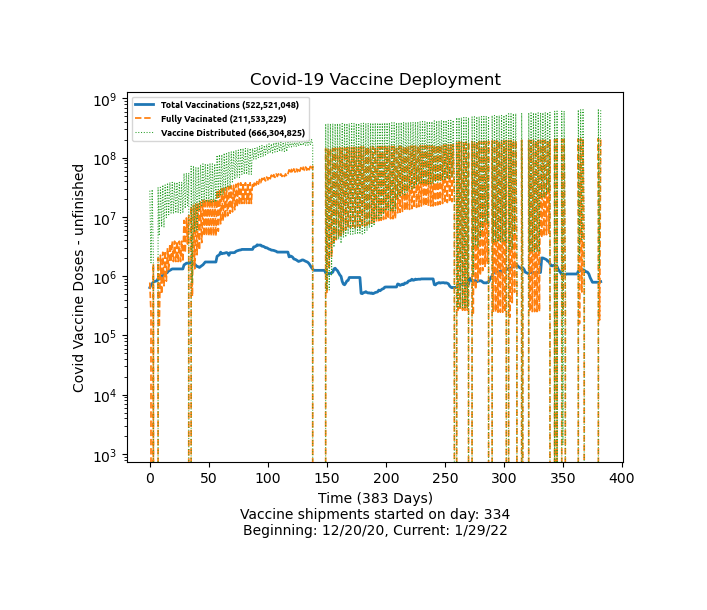 Covid-19 Vaccine Deployment
Total Vaccinations (522,521,048)
Fully Vacinated (211,533,229)
Vaccine Distributed (666,304,825)
Covid Vaccine Doses - unfinished
10⁹
10⁸
10⁷
10⁶
10⁵
10⁴
10³
0 50 100 150 200 250 300 350 400
Time (383 Days)
Vaccine shipments started on day: 334
Beginning: 12/20/20, Current: 1/29/22